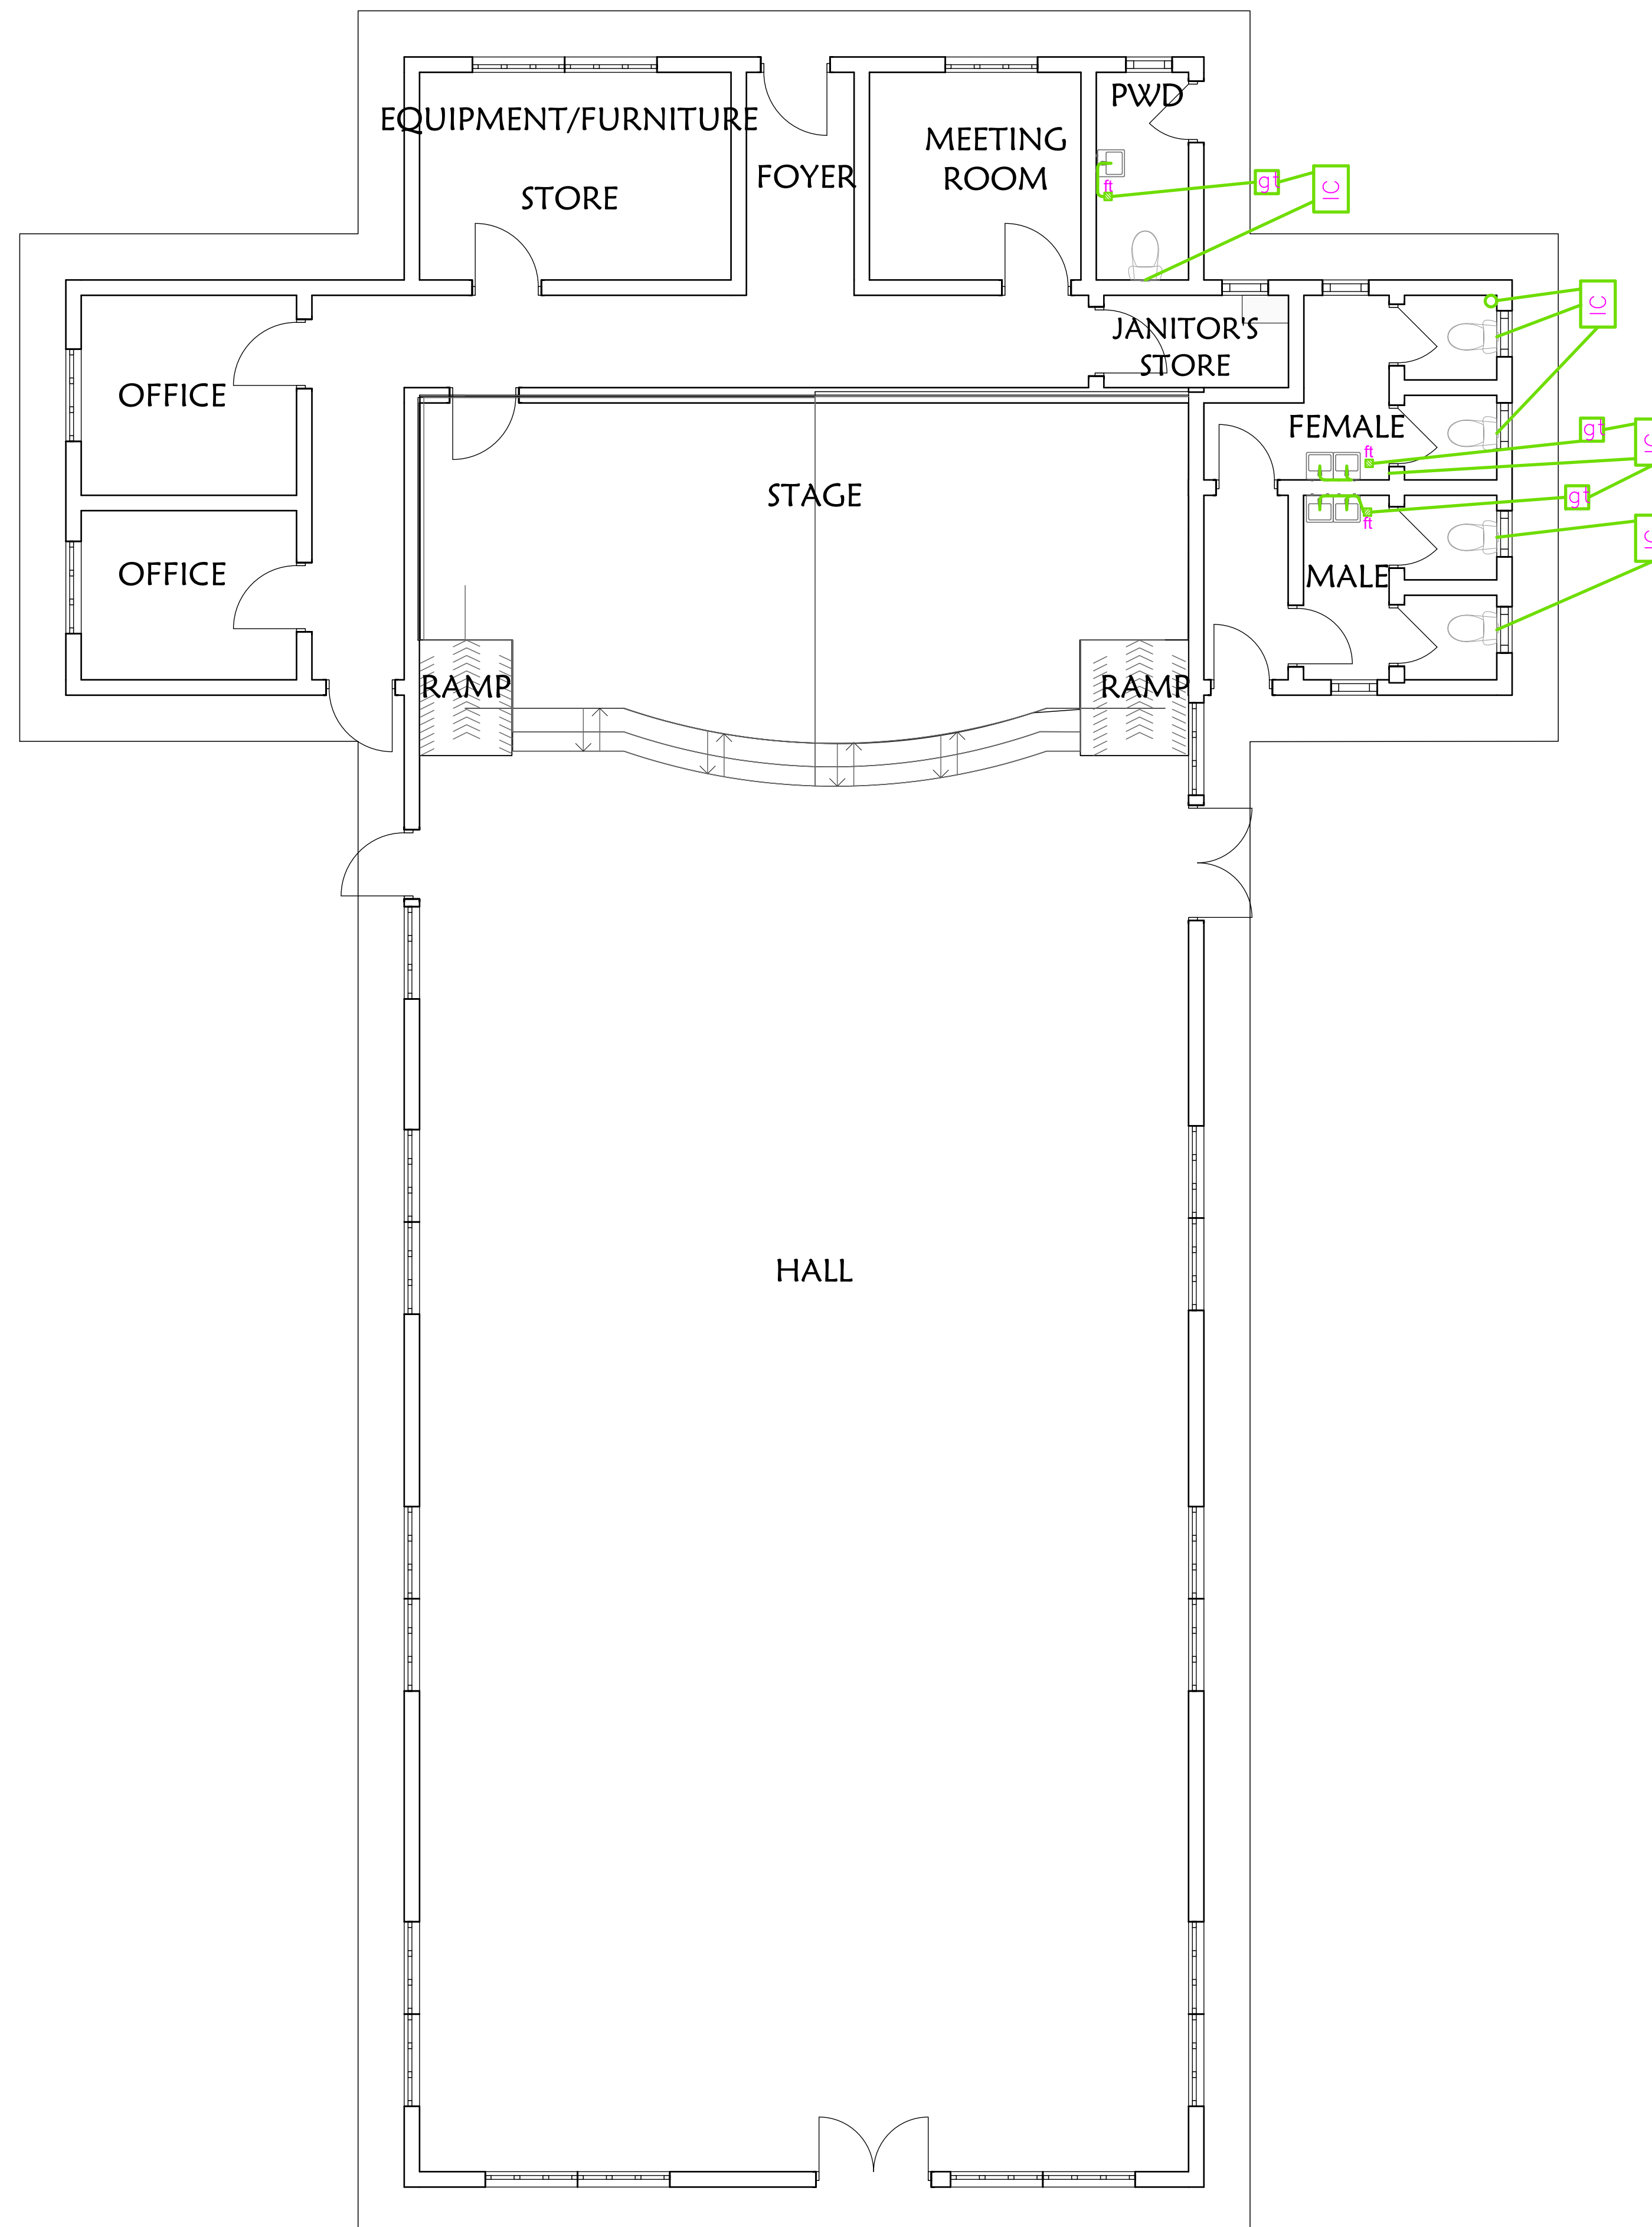 PWD
EQUIPMENT/FURNITURE
STORE
FOYER
MEETING
ROOM
ft
gt
IC
IC
JANITOR'S
STORE
OFFICE
FEMALE
ft
gt
STAGE
gt
ft
OFFICE
MALE
RAMP
RAMP
HALL